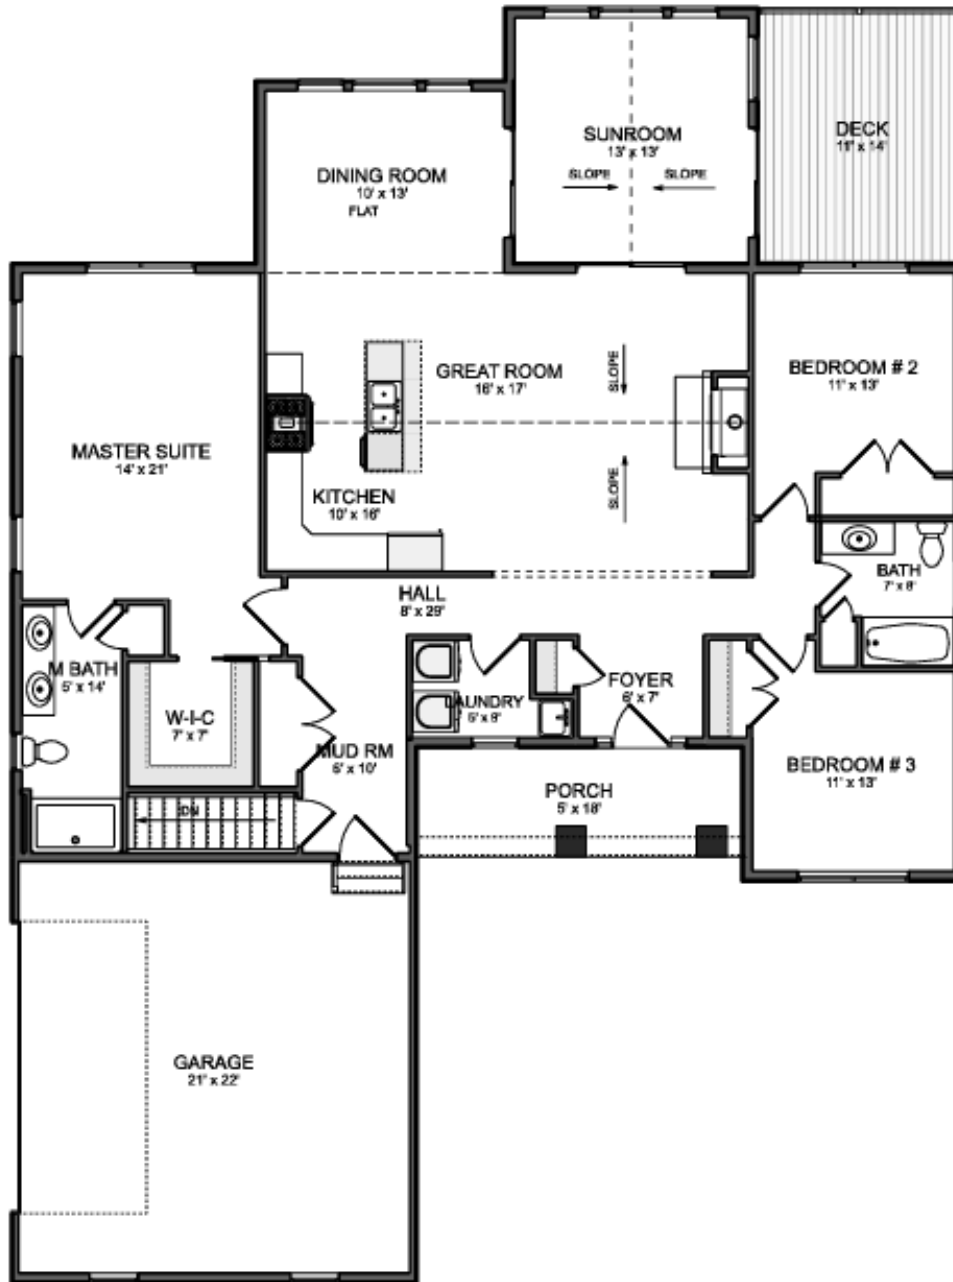 SUNROOM
13' x 13'
SLOPE
SLOPE
DECK
11' x 14'
DINING ROOM
10' x 13'
FLAT
GREAT ROOM
16' x 17'
SLOPE
SLOPE
BEDROOM # 2
11' x 13'
MASTER SUITE
14' x 21'
KITCHEN
10' x 16'
HALL
8' x 29'
BATH
7' x 8'
M BATH
5' x 14'
W-I-C
7' x 7'
LAUNDRY
5' x 9'
FOYER
6' x 7'
MUD RM
6' x 10'
BEDROOM # 3
11' x 13'
PORCH
5' x 18'
DN
GARAGE
21' x 22'